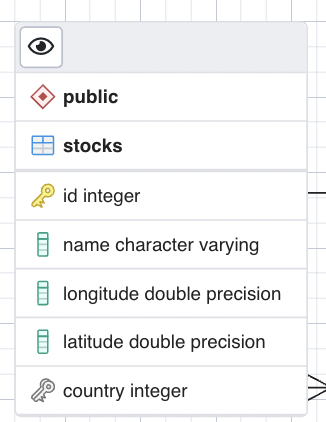 public
stocks
id integer
name character varying
longitude double precision
latitude double precision
country integer